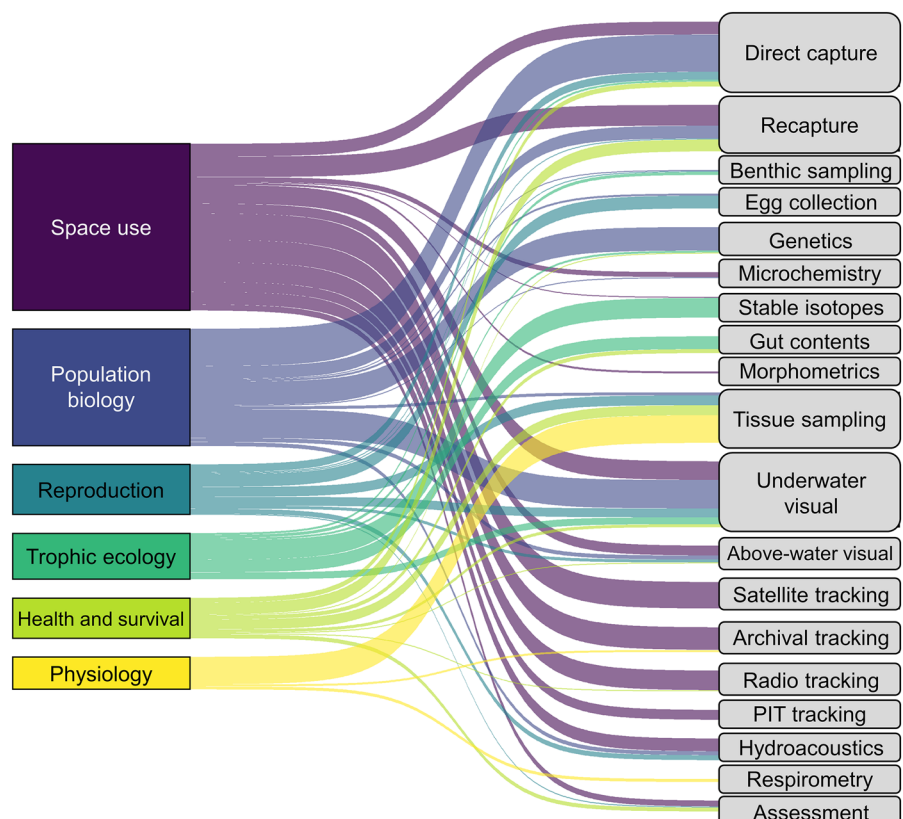 Space use
Population
biology
Reproduction
Trophic ecology
Health and survival
Physiology
Direct capture
Recapture
Benthic sampling
Egg collection
Genetics
Microchemistry
Stable isotopes
Gut contents
Morphometrics
Tissue sampling
Underwater
visual
Above-water visual
Satellite tracking
Archival tracking
Radio tracking
PIT tracking
Hydroacoustics
Respirometry
Assessment